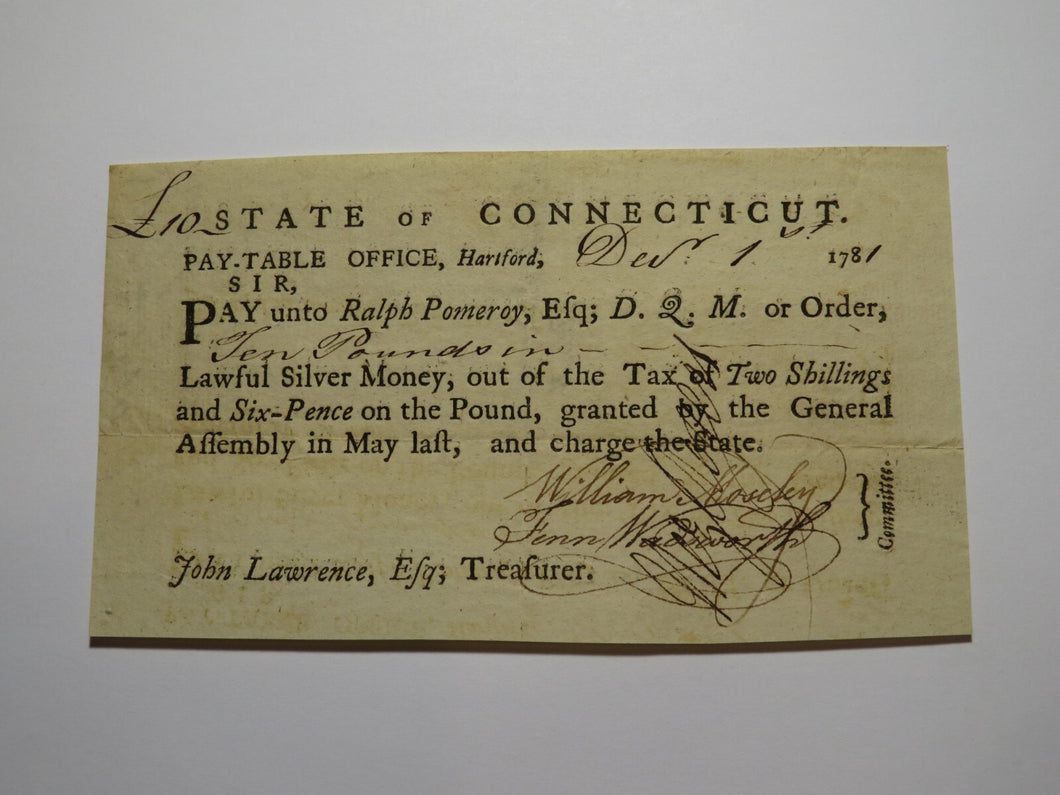 £10 STATE OF CONNECTICUT.
PAY-TABLE OFFICE, Hartford, Decr. 1st 1781
SIR,
PAY unto Ralph Pomeroy, Eſq; D. Q. M. or Order,
Ten Pounds in
Lawful Silver Money, out of the Tax of Two Shillings
and Six-Pence on the Pound, granted by the General
Aſſembly in May laſt, and charge the State.
William Moseley
Fenn Wadsworth
} Committee.
John Lawrence, Eſq; Treaſurer.